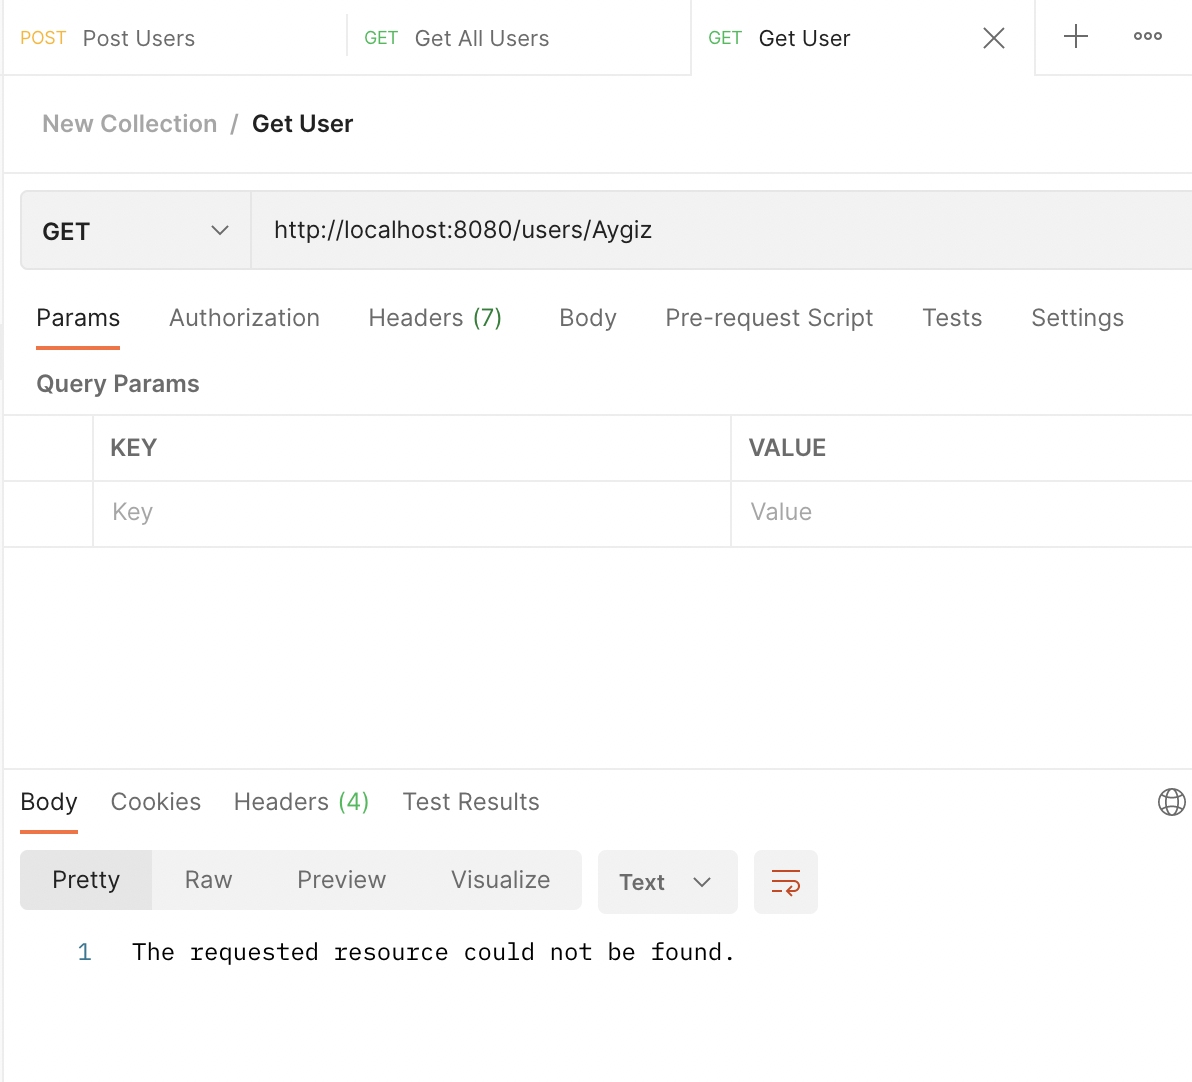 POST Post Users GET Get All Users GET Get User
New Collection / Get User
GET http://localhost:8080/users/Aygiz
Params Authorization Headers (7) Body Pre-request Script Tests Settings
Query Params
KEY VALUE
Key Value
Body Cookies Headers (4) Test Results
Pretty Raw Preview Visualize Text
1 The requested resource could not be found.